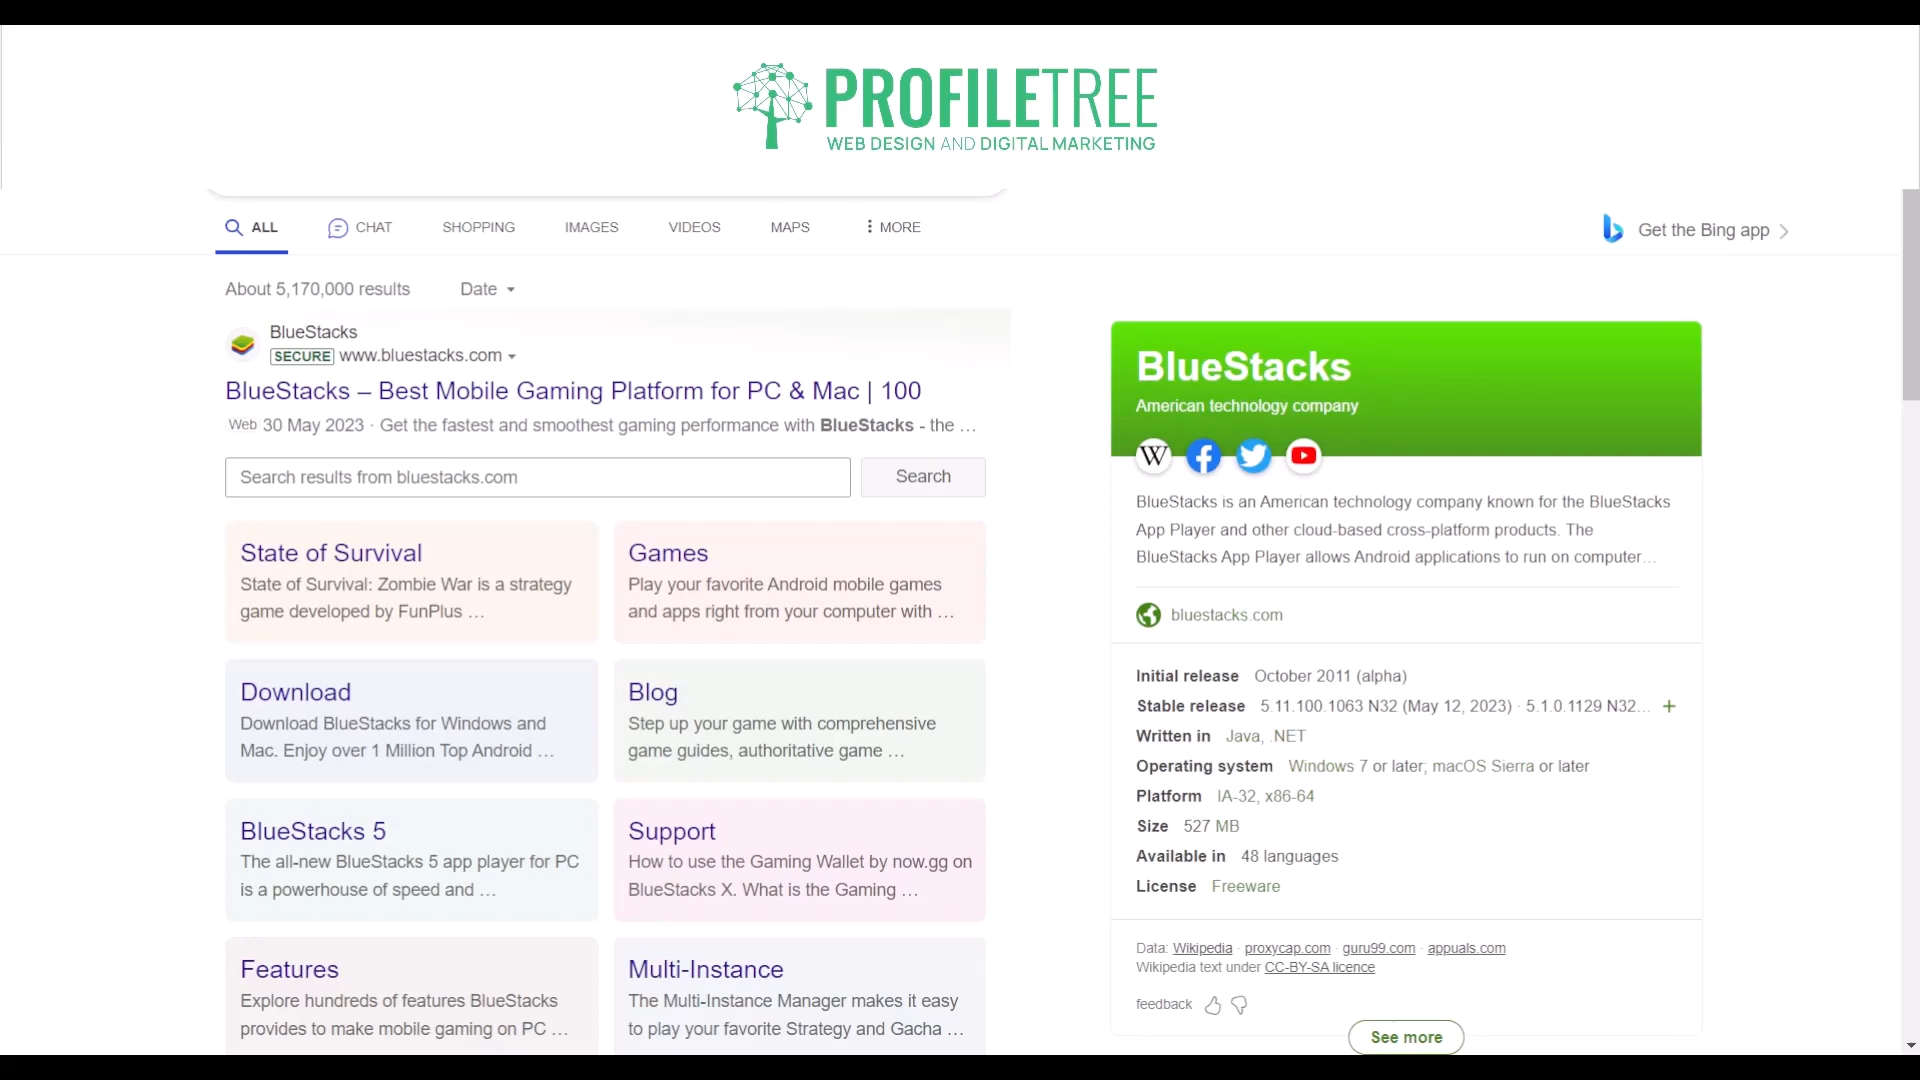 PROFILETREE
WEB DESIGN AND DIGITAL MARKETING
ALL
CHAT
SHOPPING
IMAGES
VIDEOS
MAPS
MORE
Get the Bing app
About 5,170,000 results
Date
BlueStacks
SECURE www.bluestacks.com
BlueStacks – Best Mobile Gaming Platform for PC & Mac | 100
Web 30 May 2023 · Get the fastest and smoothest gaming performance with BlueStacks - the …
Search results from bluestacks.com
Search
State of Survival
State of Survival: Zombie War is a strategy
game developed by FunPlus …
Games
Play your favorite Android mobile games
and apps right from your computer with …
Download
Download BlueStacks for Windows and
Mac. Enjoy over 1 Million Top Android …
Blog
Step up your game with comprehensive
game guides, authoritative game …
BlueStacks 5
The all-new BlueStacks 5 app player for PC
is a powerhouse of speed and …
Support
How to use the Gaming Wallet by now.gg on
BlueStacks X. What is the Gaming …
Features
Explore hundreds of features BlueStacks
provides to make mobile gaming on PC …
Multi-Instance
The Multi-Instance Manager makes it easy
to play your favorite Strategy and Gacha …
BlueStacks
American technology company
W
BlueStacks is an American technology company known for the BlueStacks
App Player and other cloud-based cross-platform products. The
BlueStacks App Player allows Android applications to run on computer…
bluestacks.com
Initial release October 2011 (alpha)
Stable release 5.11.100.1063 N32 (May 12, 2023) · 5.1.0.1129 N32… +
Written in Java, .NET
Operating system Windows 7 or later; macOS Sierra or later
Platform IA-32, x86-64
Size 527 MB
Available in 48 languages
License Freeware
Data: Wikipedia · proxycap.com · guru99.com · appuals.com
Wikipedia text under CC-BY-SA licence
feedback
See more